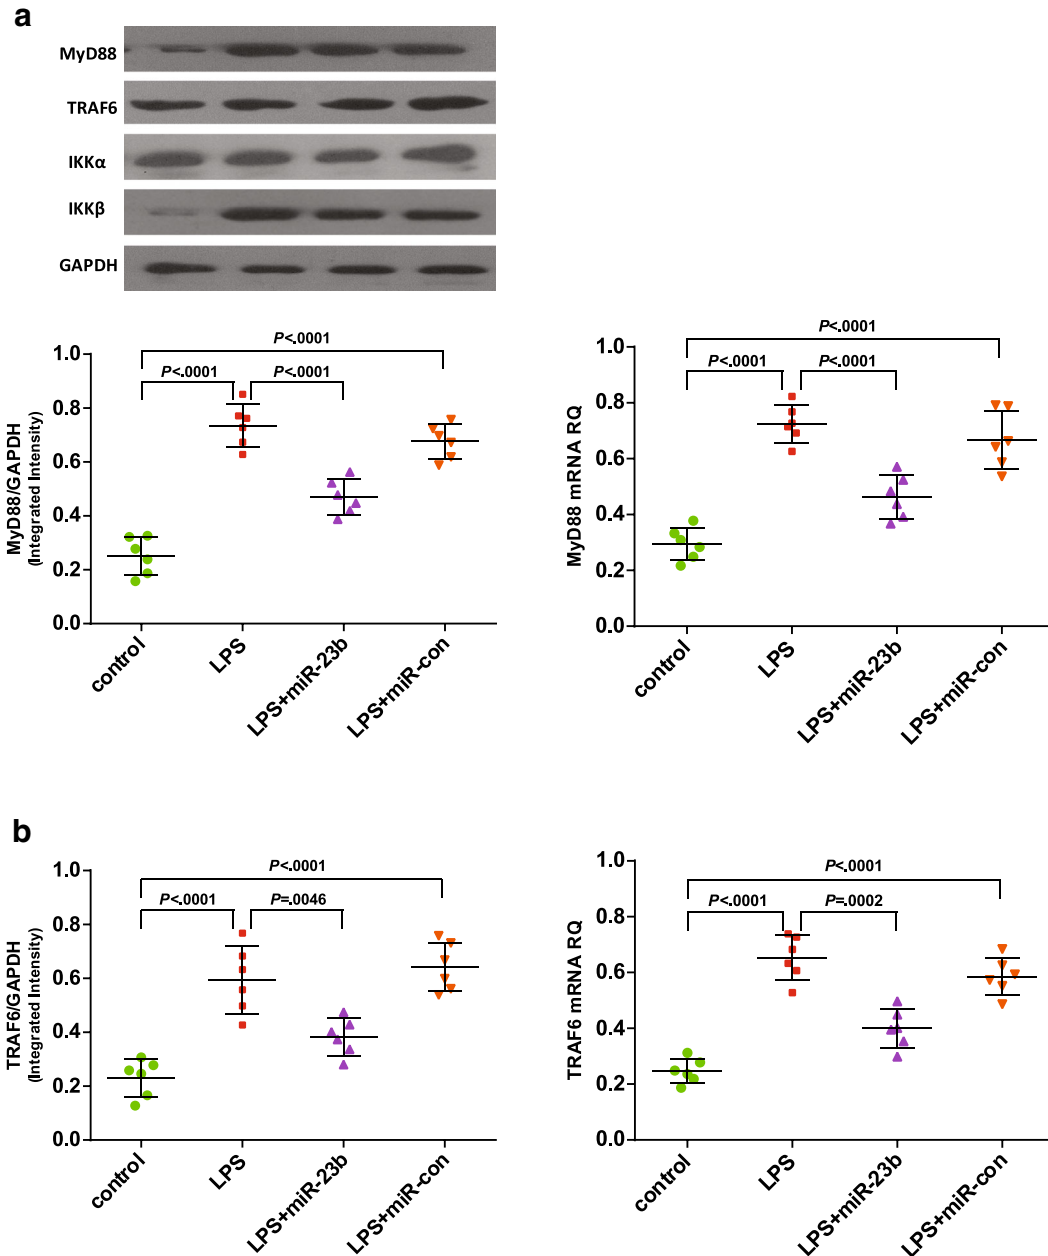 a
MyD88
TRAF6
IKKα
IKKβ
GAPDH
P<.0001
P<.0001 P<.0001
1.0
0.8
0.6
0.4
0.2
0.0
MyD88/GAPDH
(Integrated Intensity)
control
LPS
LPS+miR-23b
LPS+miR-con
P<.0001
P<.0001 P<.0001
1.0
0.8
0.6
0.4
0.2
0.0
MyD88 mRNA RQ
control
LPS
LPS+miR-23b
LPS+miR-con
b
P<.0001
P<.0001 P=.0046
1.0
0.8
0.6
0.4
0.2
0.0
TRAF6/GAPDH
(Integrated Intensity)
control
LPS
LPS+miR-23b
LPS+miR-con
P<.0001
P<.0001 P=.0002
1.0
0.8
0.6
0.4
0.2
0.0
TRAF6 mRNA RQ
control
LPS
LPS+miR-23b
LPS+miR-con